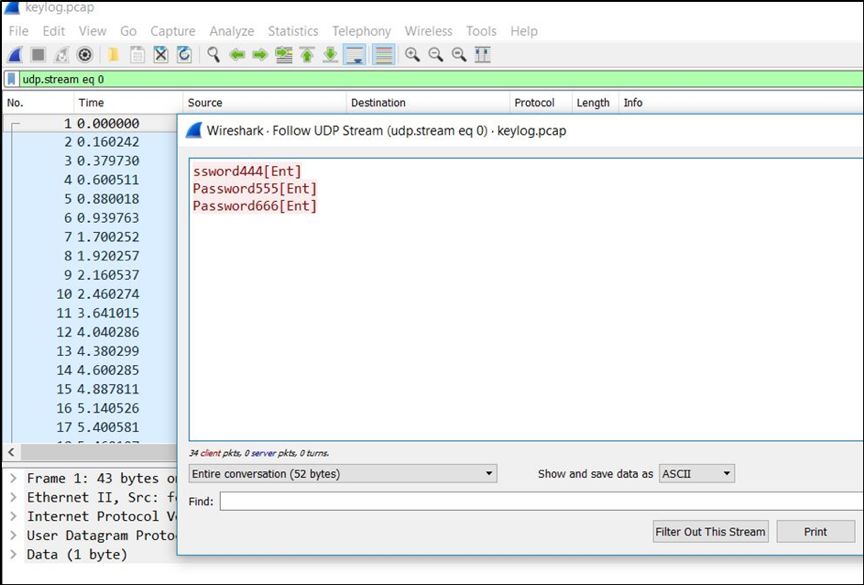 keylog.pcap
File Edit View Go Capture Analyze Statistics Telephony Wireless Tools Help
udp.stream eq 0
No. Time Source Destination Protocol Length Info
1 0.000000
2 0.160242
3 0.379730
4 0.600511
5 0.880018
6 0.939763
7 1.700252
8 1.920257
9 2.160537
10 2.460274
11 3.641015
12 4.040286
13 4.380299
14 4.600285
15 4.887811
16 5.140526
17 5.400581
Wireshark · Follow UDP Stream (udp.stream eq 0) · keylog.pcap
ssword444[Ent]
Password555[Ent]
Password666[Ent]
34 client pkts, 0 server pkts, 0 turns.
Entire conversation (52 bytes) Show and save data as ASCII
Find:
Filter Out This Stream Print
Frame 1: 43 bytes
Ethernet II, Src:
Internet Protocol
User Datagram
Data (1 byte)